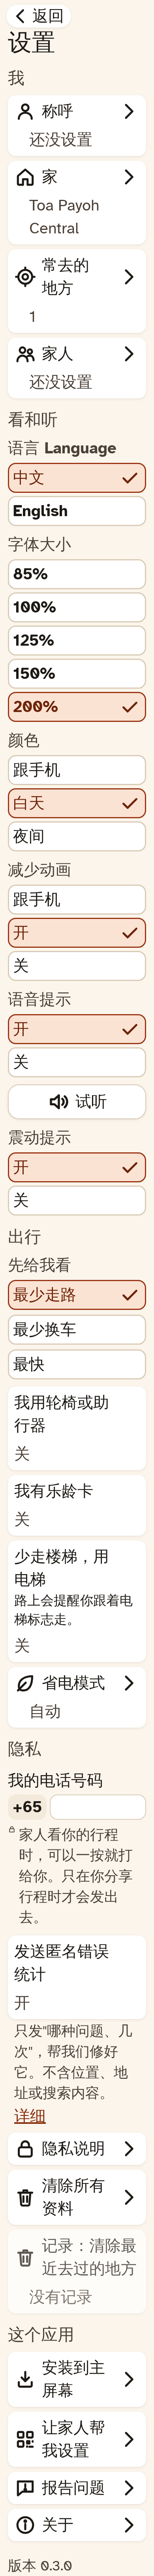 返回
设置
我
称呼
还没设置
家
Toa Payoh
Central
常去的
地方
1
家人
还没设置
看和听
语言 Language
中文
English
字体大小
85%
100%
125%
150%
200%
颜色
跟手机
白天
夜间
减少动画
跟手机
开
关
语音提示
开
关
试听
震动提示
开
关
出行
先给我看
最少走路
最少换车
最快
我用轮椅或助
行器
关
我有乐龄卡
关
少走楼梯，用
电梯
路上会提醒你跟着电
梯标志走。
关
省电模式
自动
隐私
我的电话号码
+65
家人看你的行程
时，可以一按就打
给你。只在你分享
行程时才会发出
去。
发送匿名错误
统计
开
只发"哪种问题、几
次"，帮我们修好
它。不含位置、地
址或搜索内容。
详细
隐私说明
清除所有
资料
记录：清除最
近去过的地方
没有记录
这个应用
安装到主
屏幕
让家人帮
我设置
报告问题
关于
版本 0.3.0